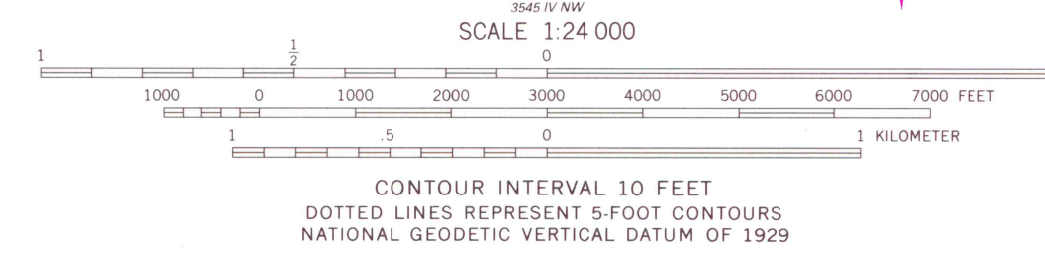 3545 IV NW
SCALE 1:24 000
1 1/2 0
1000 0 1000 2000 3000 4000 5000 6000 7000 FEET
1 .5 0 1 KILOMETER
CONTOUR INTERVAL 10 FEET
DOTTED LINES REPRESENT 5-FOOT CONTOURS
NATIONAL GEODETIC VERTICAL DATUM OF 1929